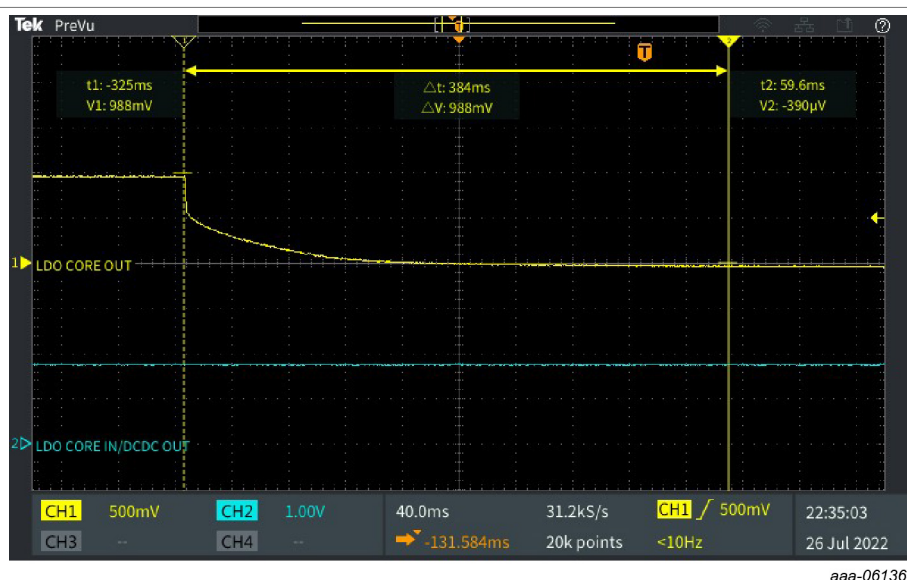 Tek PreVu
T
t1: -325ms
V1: 988mV
△t: 384ms
△V: 988mV
t2: 59.6ms
V2: -390µV
1 LDO CORE OUT
2 LDO CORE IN/DCDC OUT
CH1 500mV CH2 1.00V 40.0ms 31.2kS/s CH1 500mV 22:35:03
CH3 -- CH4 -- -131.584ms 20k points <10Hz 26 Jul 2022
aaa-06136